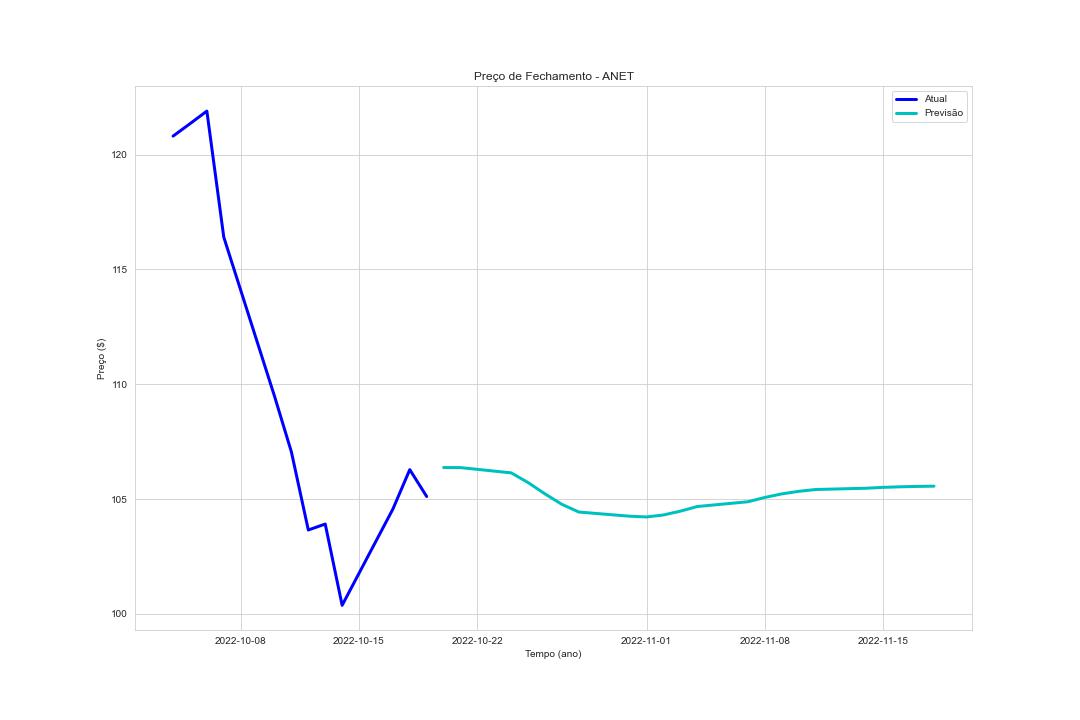 Preço de Fechamento - ANET
Atual
Previsão
Preço ($)
120
115
110
105
100
2022-10-08 2022-10-15 2022-10-22 2022-11-01 2022-11-08 2022-11-15
Tempo (ano)